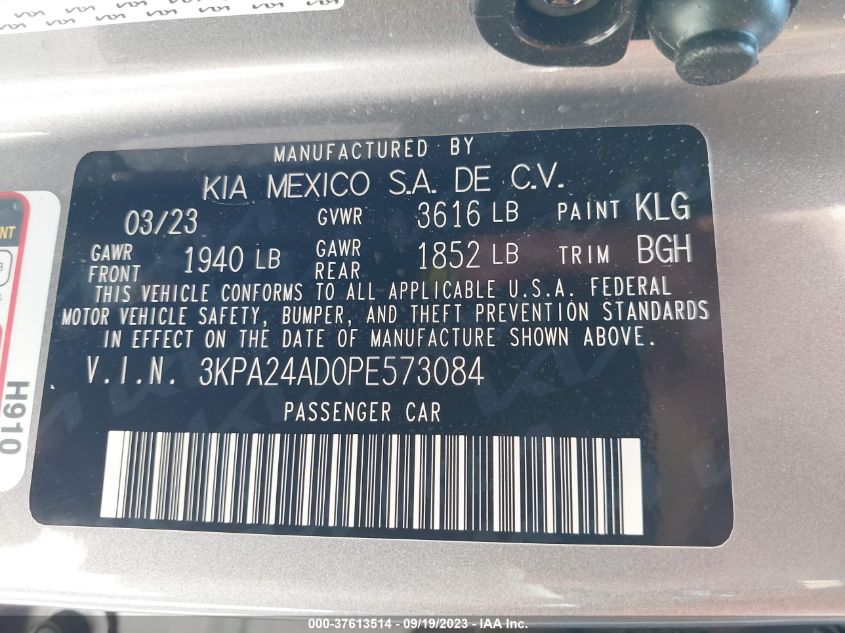 MANUFACTURED BY
KIA MEXICO S.A. DE C.V.
03/23 GVWR 3616 LB PAINT KLG
GAWR FRONT 1940 LB GAWR REAR 1852 LB TRIM BGH
THIS VEHICLE CONFORMS TO ALL APPLICABLE U.S.A. FEDERAL
MOTOR VEHICLE SAFETY, BUMPER, AND THEFT PREVENTION STANDARDS
IN EFFECT ON THE DATE OF MANUFACTURE SHOWN ABOVE.
V.I.N. 3KPA24AD0PE573084
PASSENGER CAR
H910
000-37613514 - 09/19/2023 - IAA Inc.